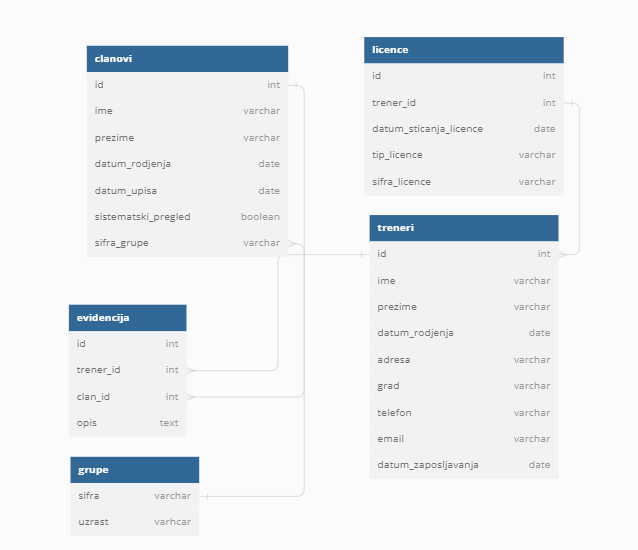 clanovi
id int
ime varchar
prezime varchar
datum_rodjenja date
datum_upisa date
sistematski_pregled boolean
sifra_grupe varchar
licence
id int
trener_id int
datum_sticanja_licence date
tip_licence varchar
sifra_licence varchar
treneri
id int
ime varchar
prezime varchar
datum_rodjenja date
adresa varchar
grad varchar
telefon varchar
email varchar
datum_zaposljavanja date
evidencija
id int
trener_id int
clan_id int
opis text
grupe
sifra varchar
uzrast varhcar